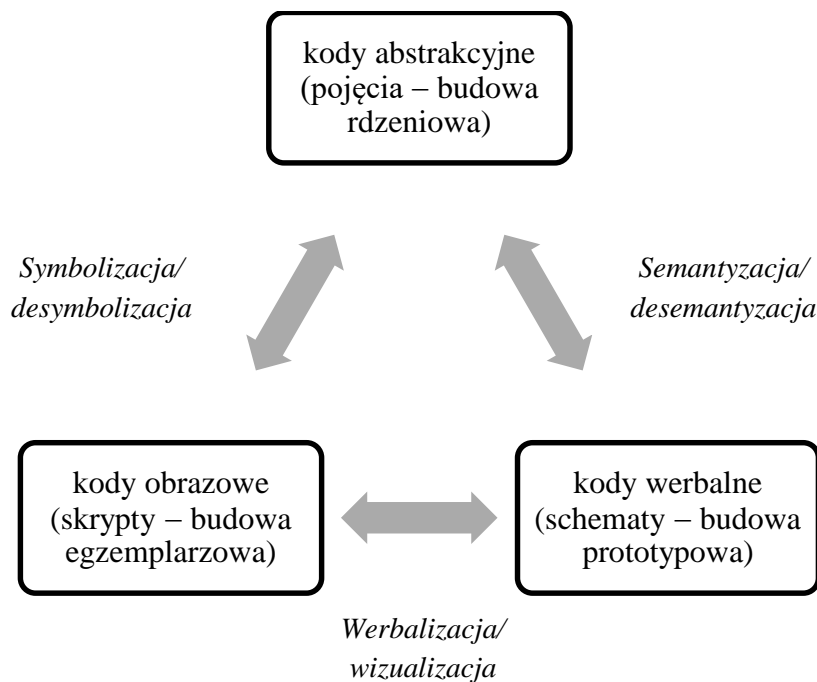 kody abstrakcyjne
(pojęcia – budowa
rdzeniowa)
Symbolizacja/
desymbolizacja
Semantyzacja/
desemantyzacja
kody obrazowe
(skrypty – budowa
egzemplarzowa)
kody werbalne
(schematy – budowa
prototypowa)
Werbalizacja/
wizualizacja